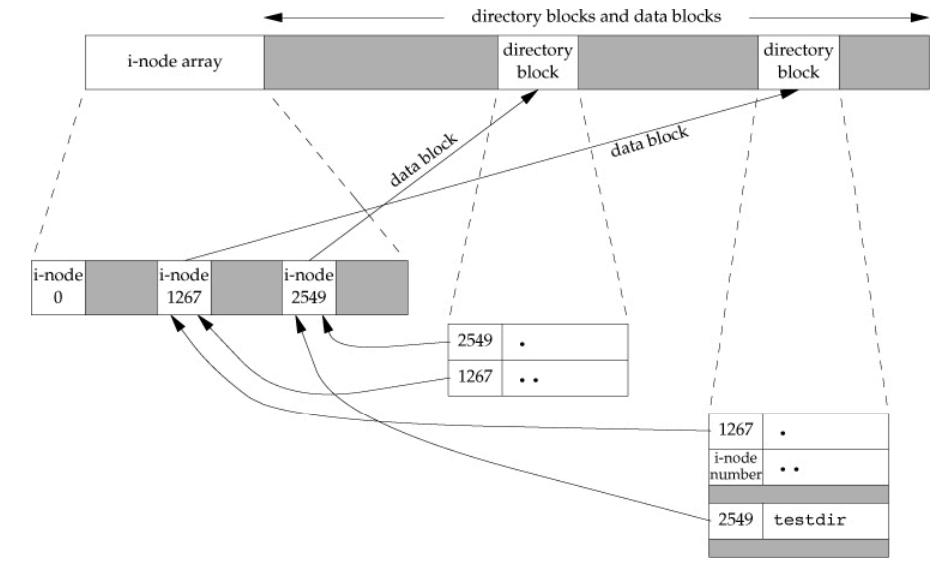 directory blocks and data blocks
i-node array
directory
block
directory
block
data block
data block
i-node
0
i-node
1267
i-node
2549
2549 .
1267 . .
1267 .
i-node
number . .
2549 testdir